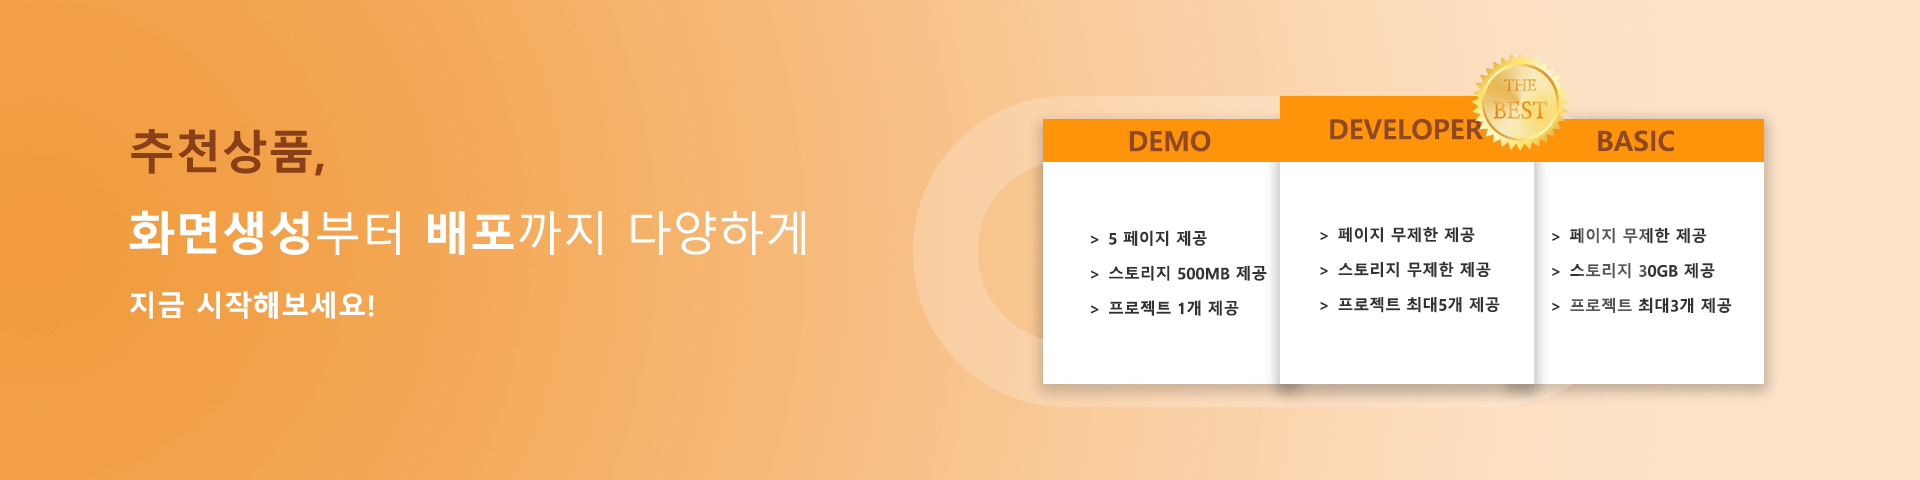 추천상품,
화면생성부터 배포까지 다양하게
지금 시작해보세요!
DEMO
> 5 페이지 제공
> 스토리지 500MB 제공
> 프로젝트 1개 제공
THE
BEST
DEVELOPER
> 페이지 무제한 제공
> 스토리지 무제한 제공
> 프로젝트 최대5개 제공
BASIC
> 페이지 무제한 제공
> 스토리지 30GB 제공
> 프로젝트 최대3개 제공